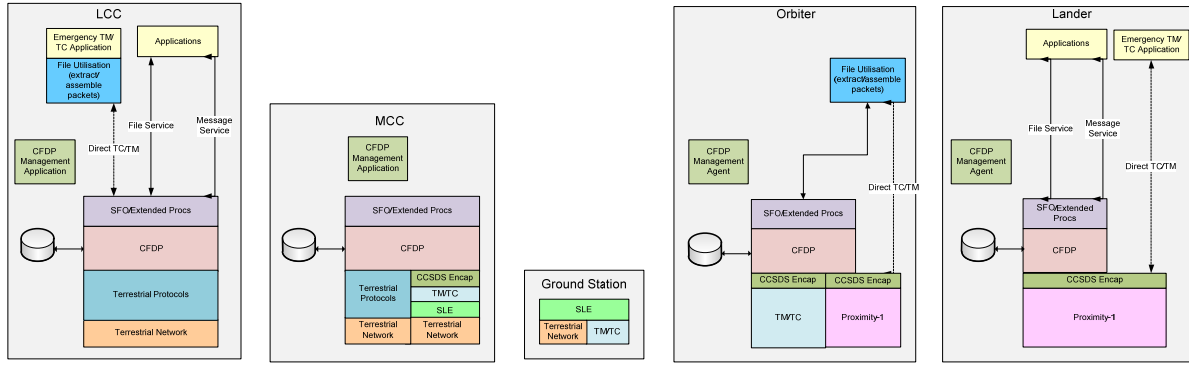 LCC
Emergency TM/
TC Application
File Utilisation
(extract/
assemble
packets)
Applications
File Service
Message
Service
Direct TC/TM
CFDP
Management
Application
SFO/Extended Procs
CFDP
Terrestrial Protocols
Terrestrial Network
MCC
CFDP
Management
Application
SFO/Extended Procs
CFDP
Terrestrial
Protocols
CCSDS Encap
TM/TC
SLE
Terrestrial
Network
Terrestrial
Network
Ground Station
SLE
Terrestrial
Network
TM/TC
Orbiter
File Utilisation
(extract/assemble
packets)
CFDP
Management
Agent
Direct TC/TM
SFO/Extended Procs
CFDP
CCSDS Encap
CCSDS Encap
TM/TC
Proximity-1
Lander
Applications
Emergency TM/
TC Application
File Service
Message
Service
Direct TC/TM
CFDP
Management
Agent
SFO/Extended
Procs
CFDP
CCSDS Encap
Proximity-1